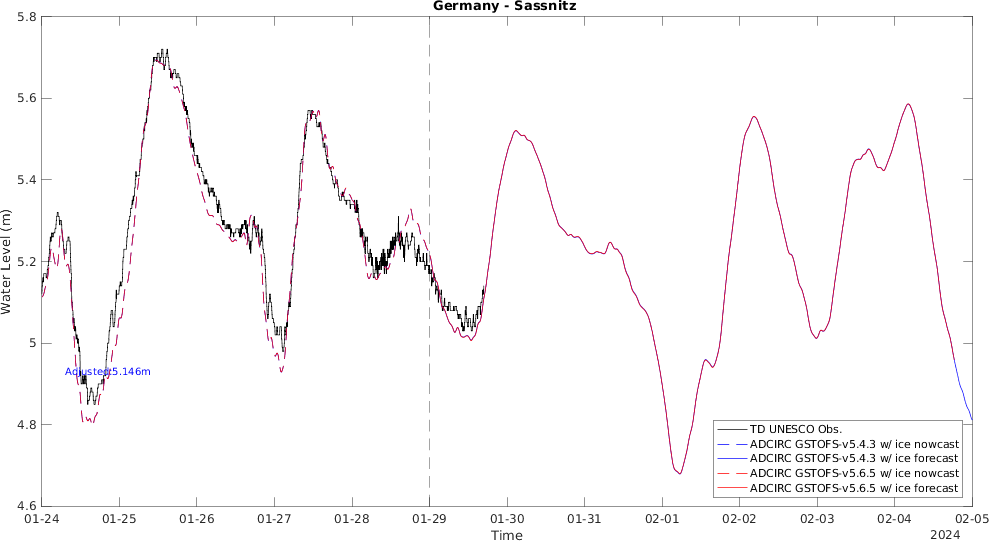 Germany - Sassnitz
5.8
5.6
5.4
5.2
5
4.8
4.6
Water Level (m)
Adjusted:5.146m
TD UNESCO Obs.
ADCIRC GSTOFS-v5.4.3 w/ ice nowcast
ADCIRC GSTOFS-v5.4.3 w/ ice forecast
ADCIRC GSTOFS-v5.6.5 w/ ice nowcast
ADCIRC GSTOFS-v5.6.5 w/ ice forecast
01-24 01-25 01-26 01-27 01-28 01-29 01-30 01-31 02-01 02-02 02-03 02-04 02-05
Time
2024